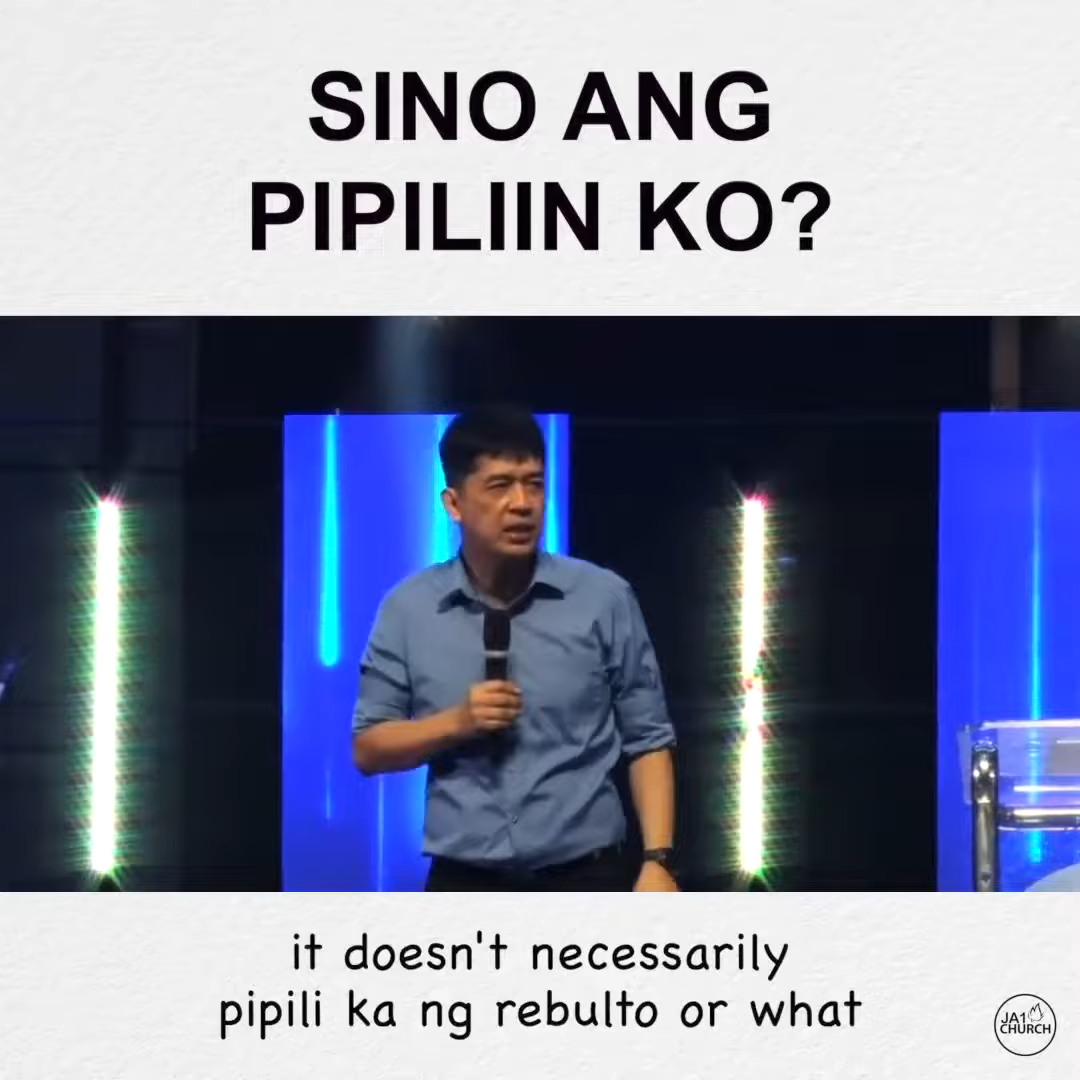 SINO ANG
PIPILIIN KO?
it doesn't necessarily
pipili ka ng rebulto or what
JA1
CHURCH